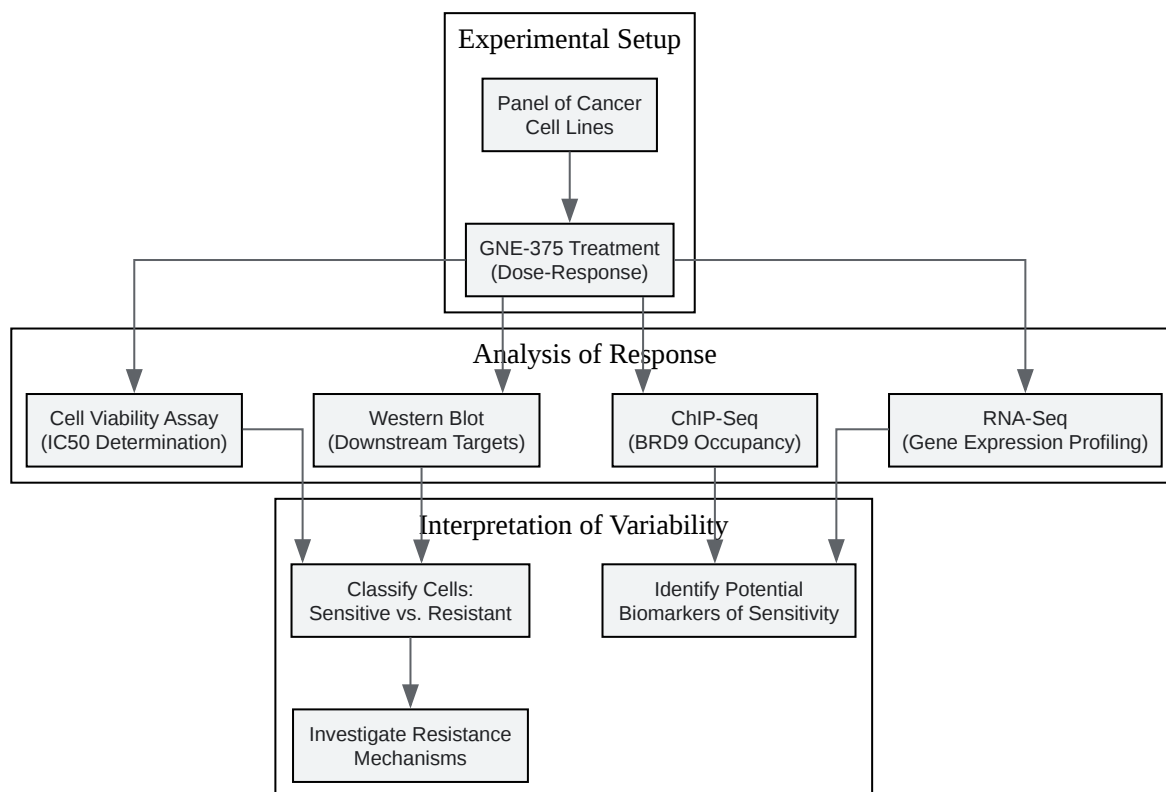 Experimental Setup
Panel of Cancer
Cell Lines
GNE-375 Treatment
(Dose-Response)
Analysis of Response
Cell Viability Assay
(IC50 Determination)
Western Blot
(Downstream Targets)
ChIP-Seq
(BRD9 Occupancy)
RNA-Seq
(Gene Expression Profiling)
Interpretation of Variability
Classify Cells:
Sensitive vs. Resistant
Identify Potential
Biomarkers of Sensitivity
Investigate Resistance
Mechanisms